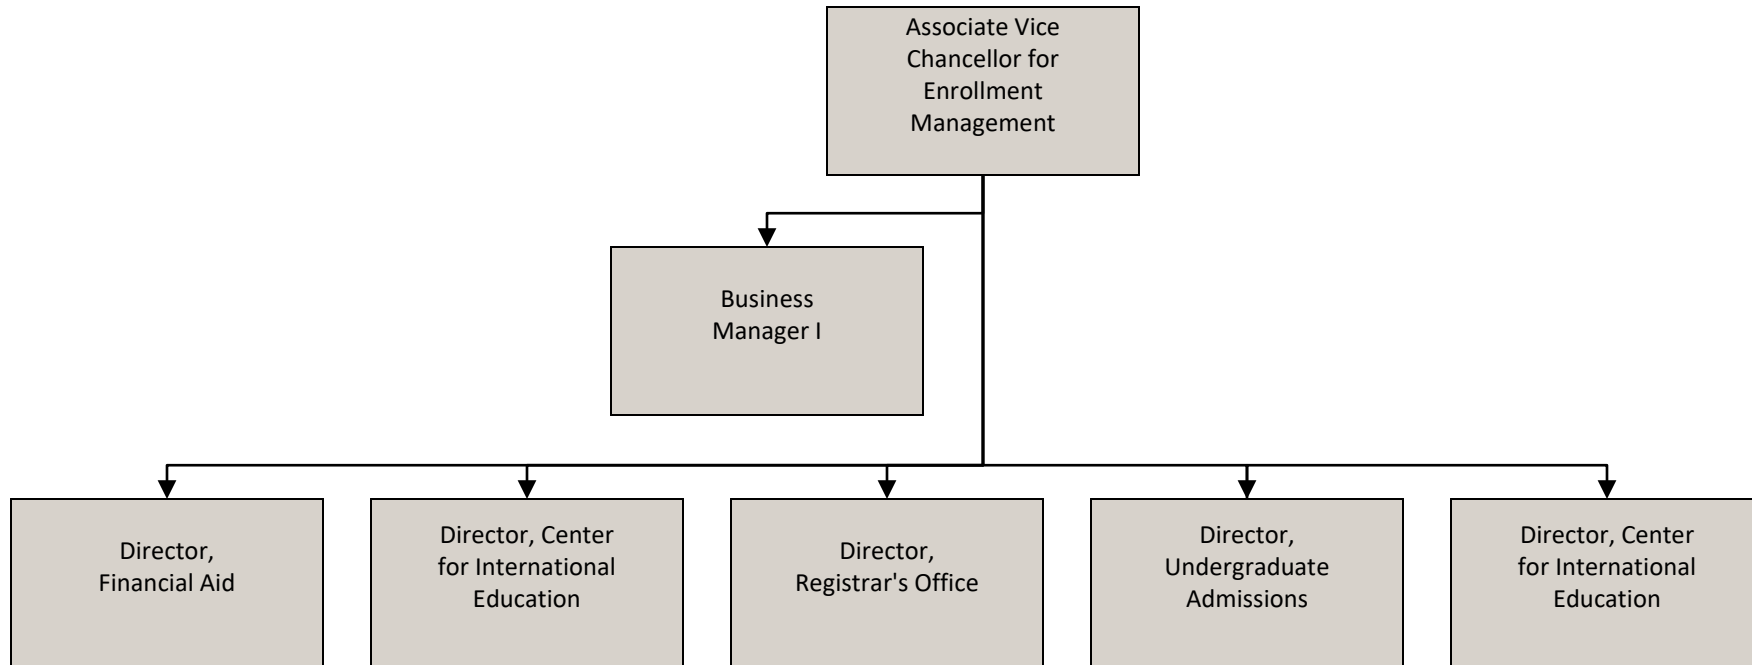 Associate Vice
Chancellor for
Enrollment
Management
Business
Manager I
Director,
Financial Aid
Director, Center
for International
Education
Director,
Registrar's Office
Director,
Undergraduate
Admissions
Director, Center
for International
Education